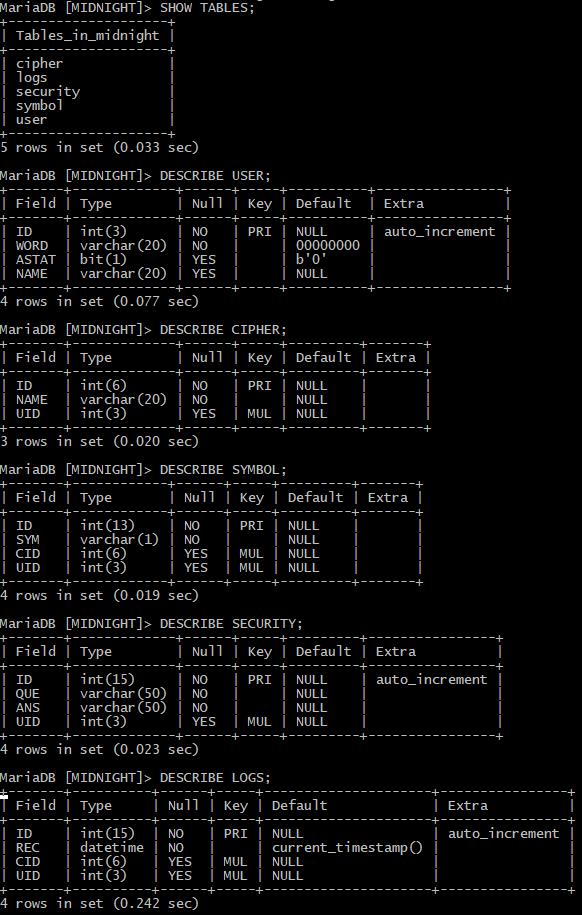 MariaDB [MIDNIGHT]> SHOW TABLES;
+--------------------+
| Tables_in_midnight |
+--------------------+
| cipher             |
| logs               |
| security           |
| symbol             |
| user               |
+--------------------+
5 rows in set (0.033 sec)
MariaDB [MIDNIGHT]> DESCRIBE USER;
+-------+-------------+------+-----+----------+----------------+
| Field | Type        | Null | Key | Default  | Extra          |
+-------+-------------+------+-----+----------+----------------+
| ID    | int(3)      | NO   | PRI | NULL     | auto_increment |
| WORD  | varchar(20) | NO   |     | 00000000 |                |
| ASTAT | bit(1)      | YES  |     | b'0'     |                |
| NAME  | varchar(20) | YES  |     | NULL     |                |
+-------+-------------+------+-----+----------+----------------+
4 rows in set (0.077 sec)
MariaDB [MIDNIGHT]> DESCRIBE CIPHER;
+-------+-------------+------+-----+---------+-------+
| Field | Type        | Null | Key | Default | Extra |
+-------+-------------+------+-----+---------+-------+
| ID    | int(6)      | NO   | PRI | NULL    |       |
| NAME  | varchar(20) | NO   |     | NULL    |       |
| UID   | int(3)      | YES  | MUL | NULL    |       |
+-------+-------------+------+-----+---------+-------+
3 rows in set (0.020 sec)
MariaDB [MIDNIGHT]> DESCRIBE SYMBOL;
+-------+------------+------+-----+---------+-------+
| Field | Type       | Null | Key | Default | Extra |
+-------+------------+------+-----+---------+-------+
| ID    | int(13)    | NO   | PRI | NULL    |       |
| SYM   | varchar(1) | NO   |     | NULL    |       |
| CID   | int(6)     | YES  | MUL | NULL    |       |
| UID   | int(3)     | YES  | MUL | NULL    |       |
+-------+------------+------+-----+---------+-------+
4 rows in set (0.019 sec)
MariaDB [MIDNIGHT]> DESCRIBE SECURITY;
+-------+-------------+------+-----+---------+----------------+
| Field | Type        | Null | Key | Default | Extra          |
+-------+-------------+------+-----+---------+----------------+
| ID    | int(15)     | NO   | PRI | NULL    | auto_increment |
| QUE   | varchar(50) | NO   |     | NULL    |                |
| ANS   | varchar(50) | NO   |     | NULL    |                |
| UID   | int(3)      | YES  | MUL | NULL    |                |
+-------+-------------+------+-----+---------+----------------+
4 rows in set (0.023 sec)
MariaDB [MIDNIGHT]> DESCRIBE LOGS;
+-------+----------+------+-----+---------------------+----------------+
| Field | Type     | Null | Key | Default             | Extra          |
+-------+----------+------+-----+---------------------+----------------+
| ID    | int(15)  | NO   | PRI | NULL                | auto_increment |
| REC   | datetime | NO   |     | current_timestamp() |                |
| CID   | int(6)   | YES  | MUL | NULL                |                |
| UID   | int(3)   | YES  | MUL | NULL                |                |
+-------+----------+------+-----+---------------------+----------------+
4 rows in set (0.242 sec)